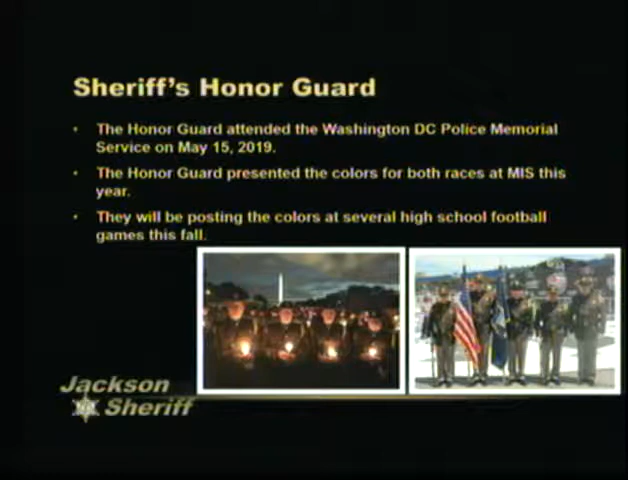 Sheriff's Honor Guard
• The Honor Guard attended the Washington DC Police Memorial
Service on May 15, 2019.
• The Honor Guard presented the colors for both races at MIS this
year.
• They will be posting the colors at several high school football
games this fall.
Jackson
Sheriff